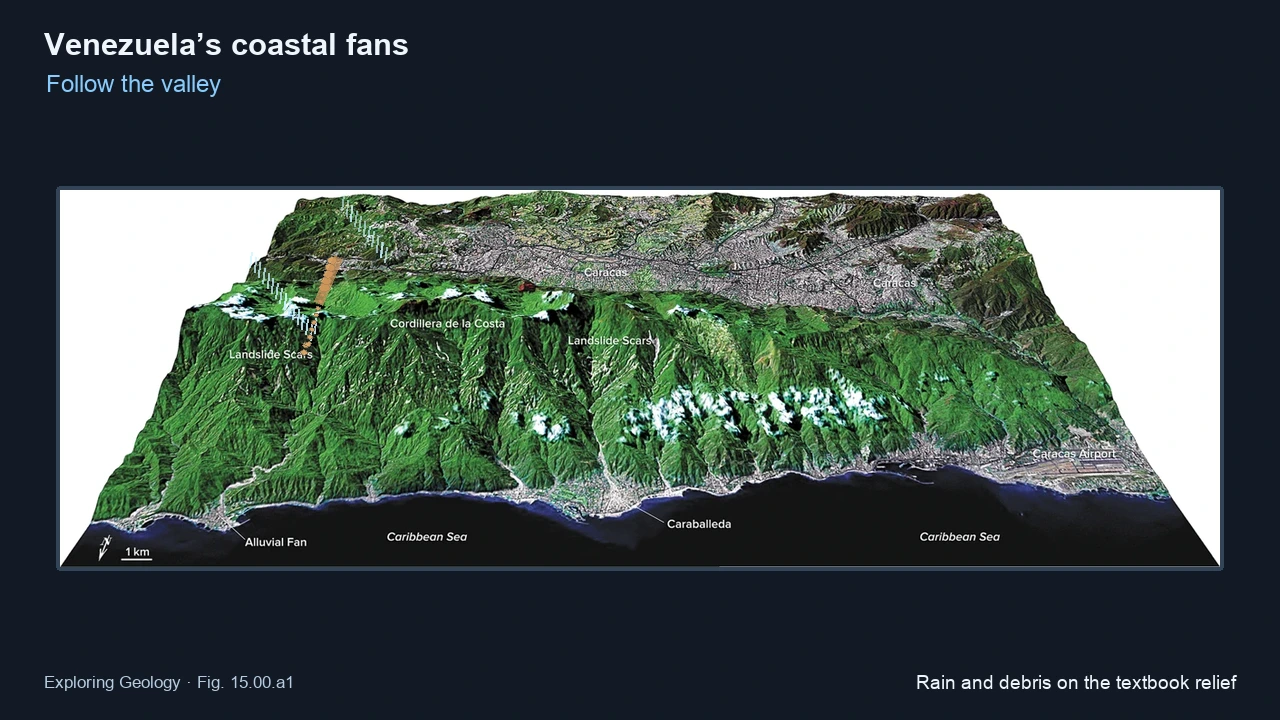 Venezuela’s coastal fans
Follow the valley
Caracas
Caracas
Cordillera de la Costa
Landslide Scars
Landslide Scars
Caracas Airport
Caraballeda
Alluvial Fan
Caribbean Sea
Caribbean Sea
N
1 km
Exploring Geology · Fig. 15.00.a1
Rain and debris on the textbook relief